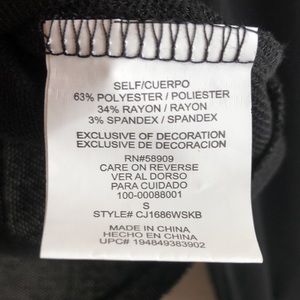 SELF/CUERPO
63% POLYESTER / POLIESTER
34% RAYON / RAYON
3% SPANDEX / SPANDEX
EXCLUSIVE OF DECORATION
EXCLUSIVE DE DECORACION
RN#58909
CARE ON REVERSE
VER AL DORSO
PARA CUIDADO
100-00088001
S
STYLE# CJ1686WSKB
MADE IN CHINA
HECHO EN CHINA
UPC# 194849383902